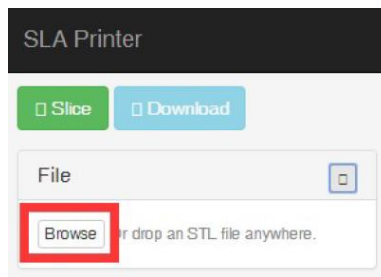 SLA Printer
Slice Download
File
Browse r drop an STL file anywhere.